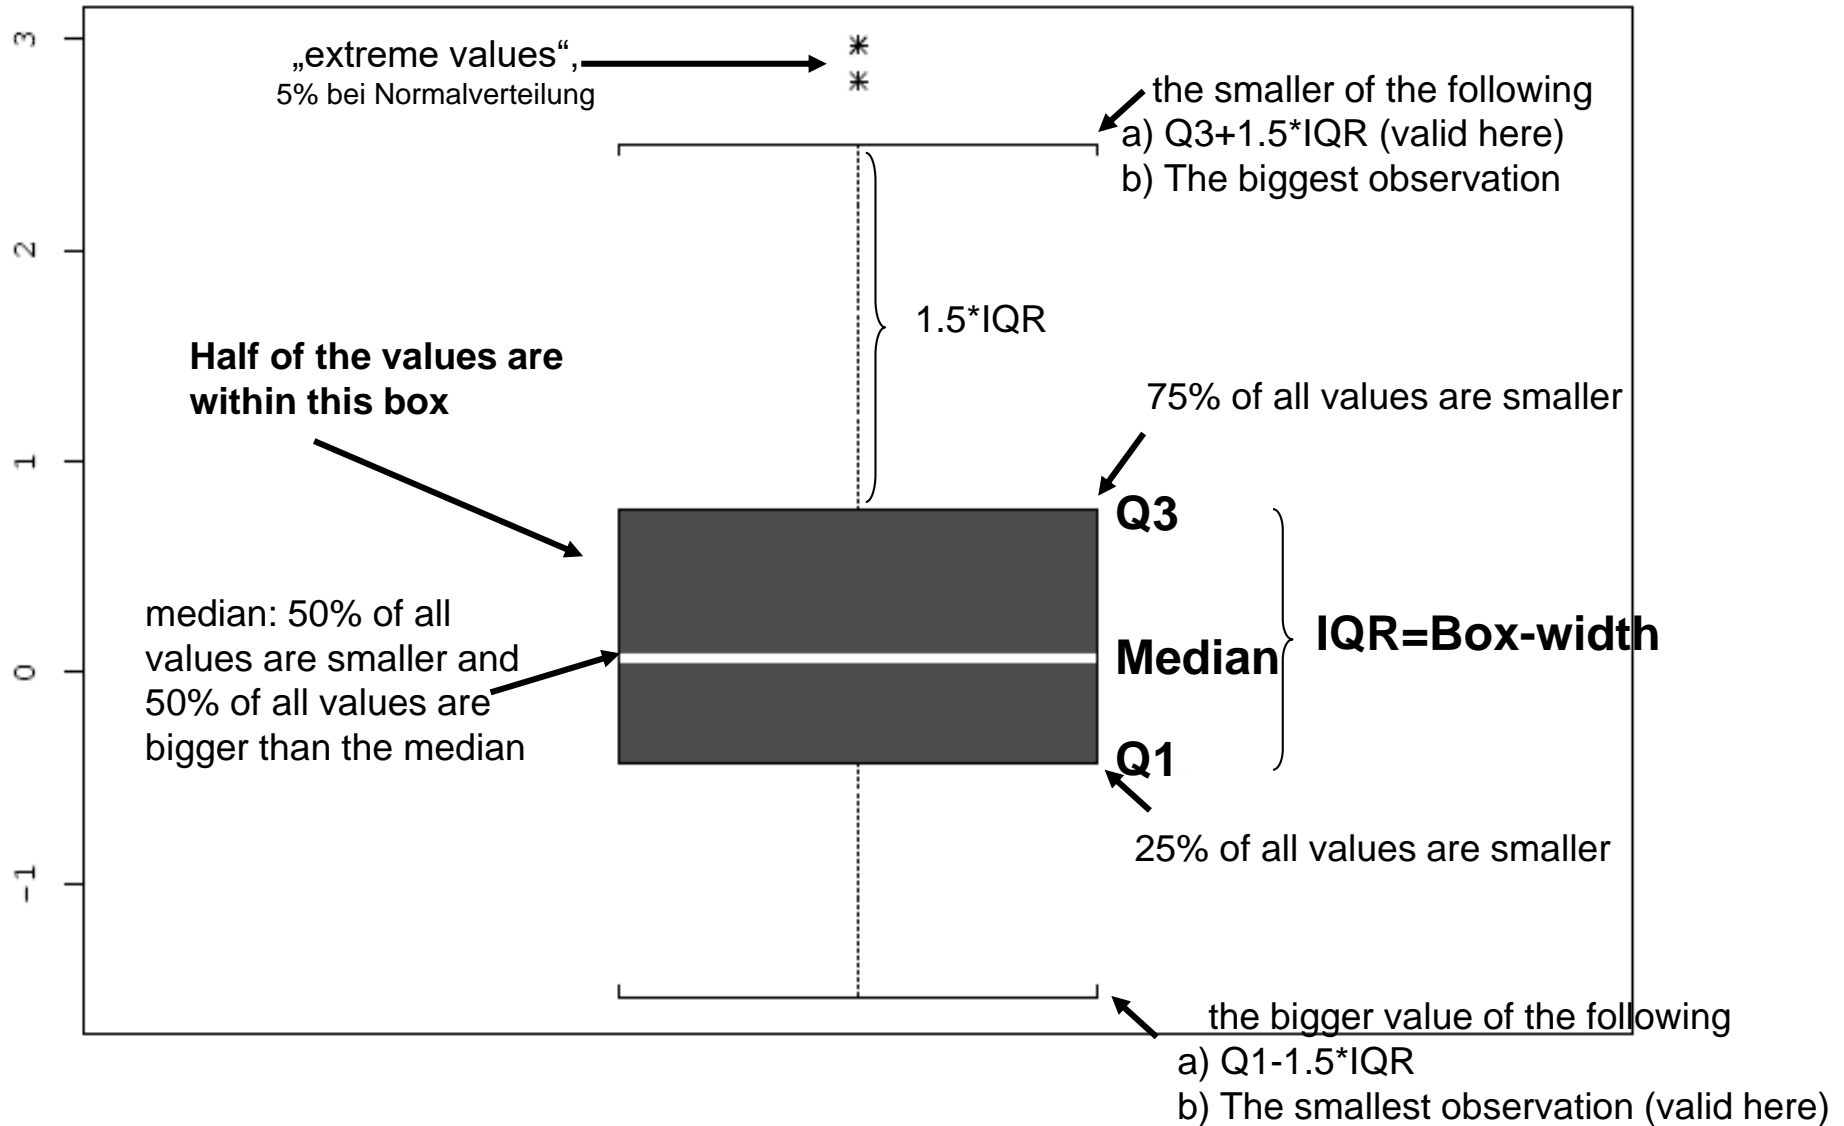 3
2
1
0
−1
„extreme values“,
5% bei Normalverteilung
the smaller of the following
a) Q3+1.5*IQR (valid here)
b) The biggest observation
1.5*IQR
Half of the values are
within this box
75% of all values are smaller
Q3
median: 50% of all
values are smaller and
50% of all values are
bigger than the median
Median
IQR=Box-width
Q1
25% of all values are smaller
the bigger value of the following
a) Q1-1.5*IQR
b) The smallest observation (valid here)